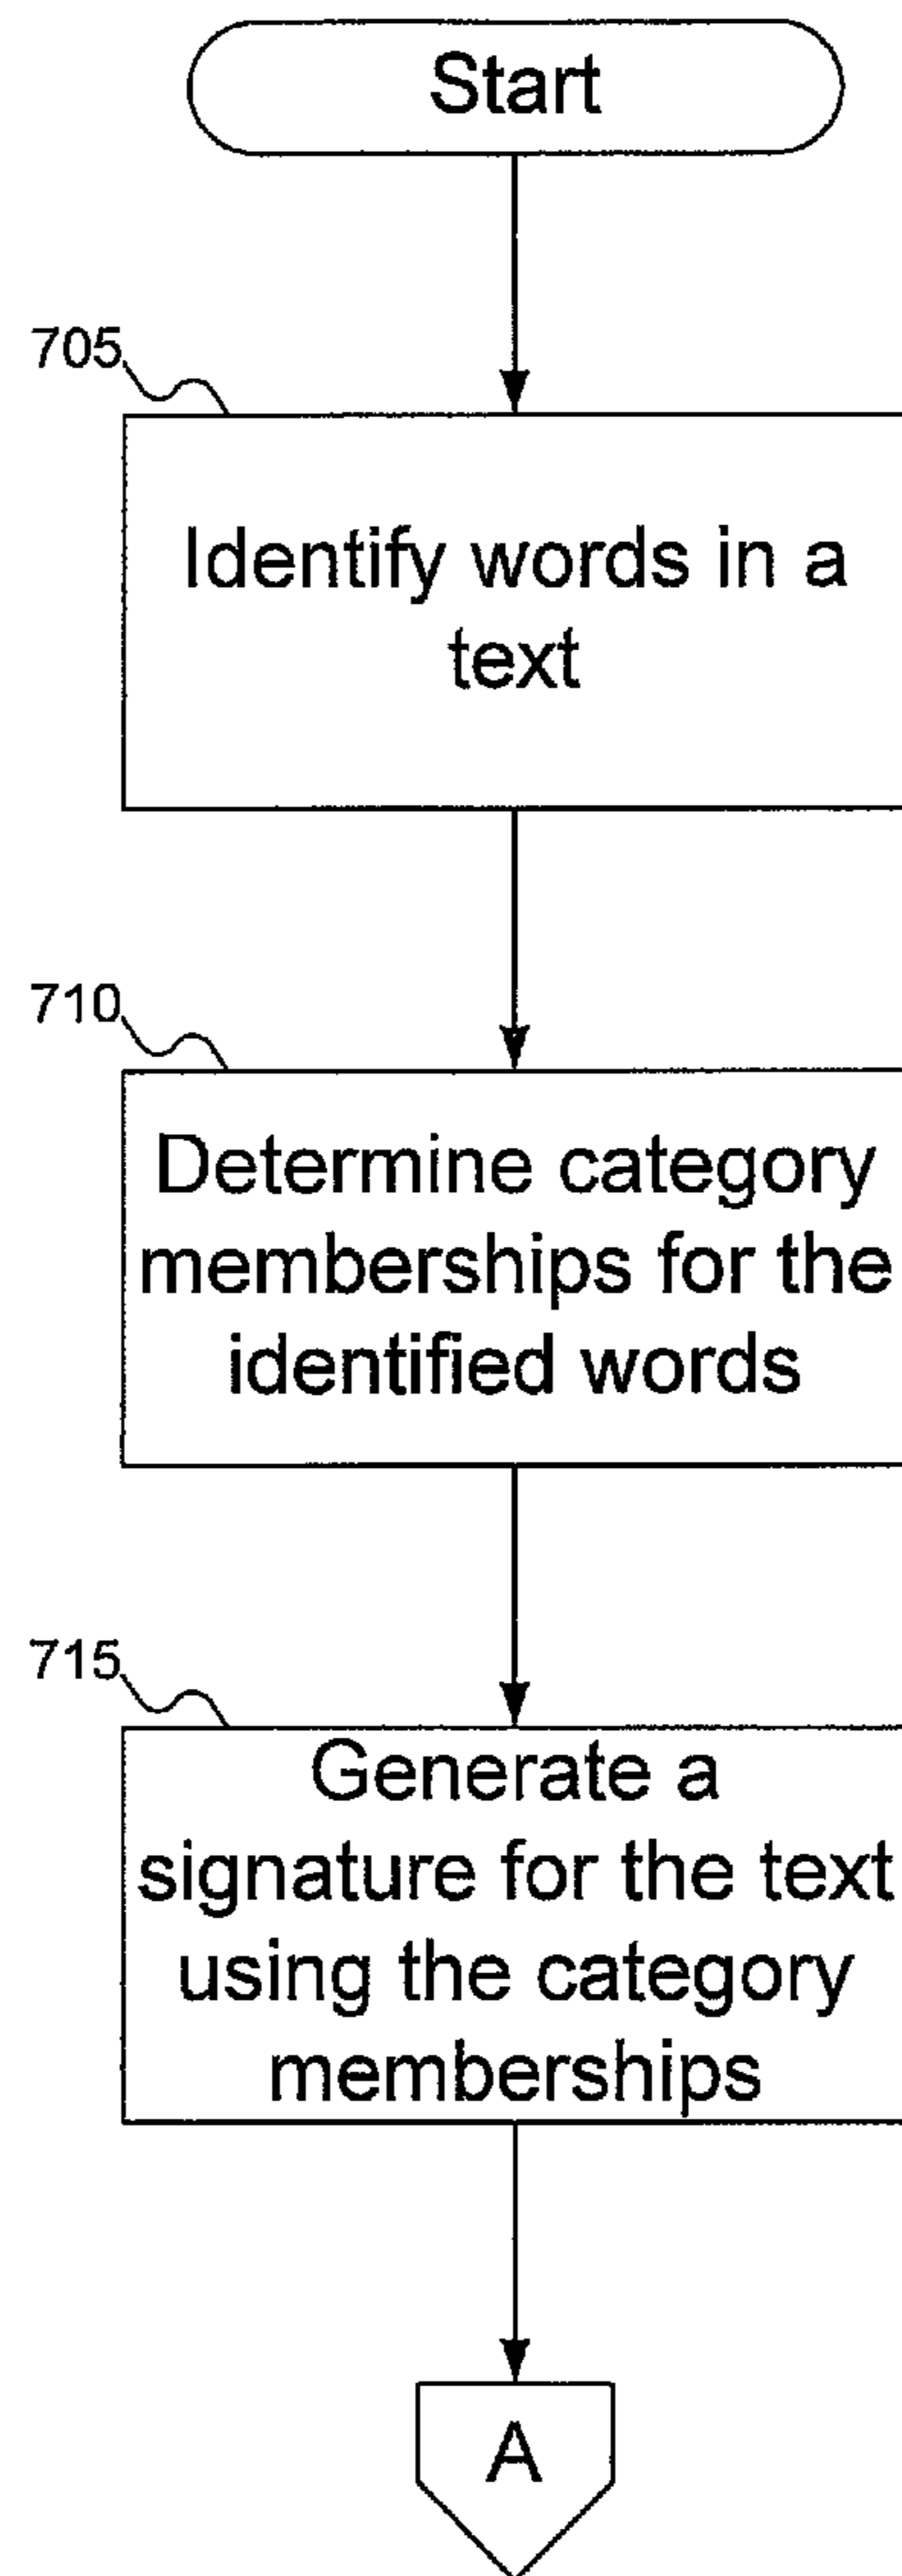 Start
705
Identify words in a
text
710
Determine category
memberships for the
identified words
715
Generate a
signature for the text
using the category
memberships
A